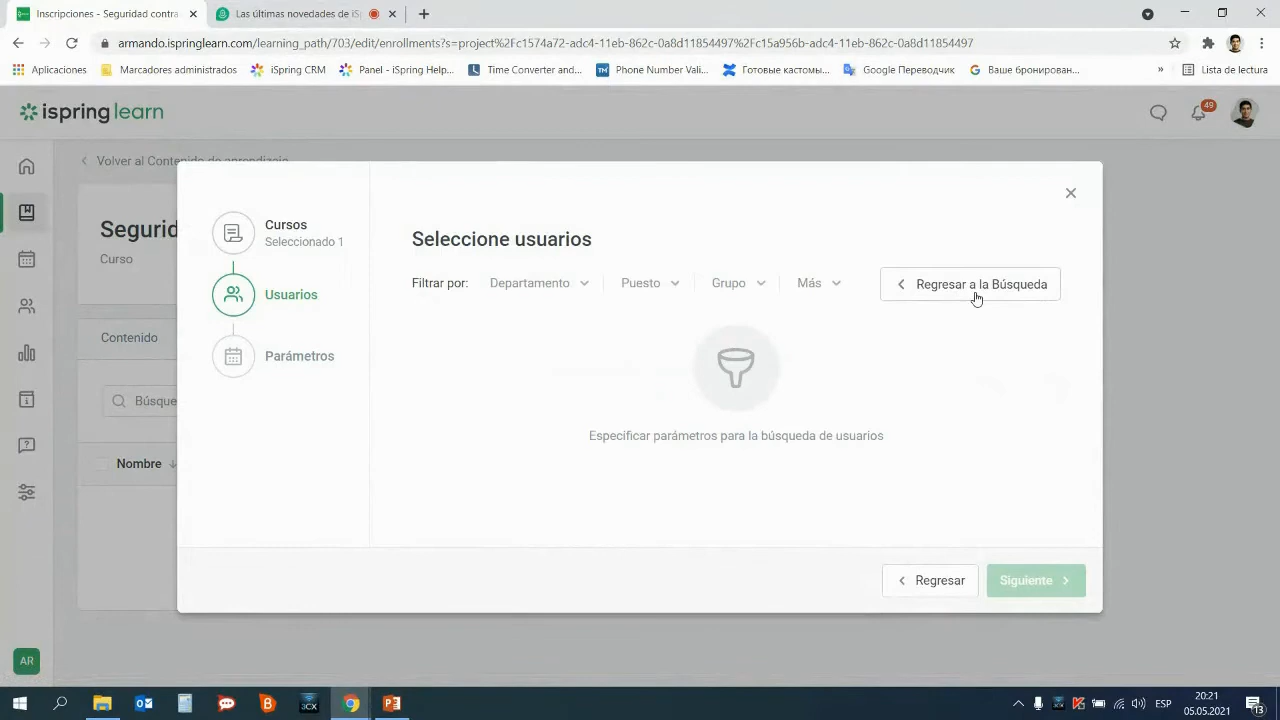 Inscripciones - Seguridad contra
Las últimas novedades de iS
armando.ispringlearn.com/learning_path/703/edit/enrollments?s=project%2Fc1574a72-adc4-11eb-862c-0a8d11854497%2Fc15a956b-adc4-11eb-862c-0a8d11854497
Aplicaciones
Marcadores administrados
iSpring CRM
Panel - iSpring Help...
Time Converter and...
Phone Number Vali...
Готовые кастомы...
Google Переводчик
Ваше бронирован...
»
Lista de lectura
ispring learn
49
Volver al Contenido de aprendizaje
Segurid
Curso
Contenido
Búsque
Nombre
Cursos
Seleccionado 1
Usuarios
Parámetros
Seleccione usuarios
Filtrar por:
Departamento
Puesto
Grupo
Más
Regresar a la Búsqueda
Especificar parámetros para la búsqueda de usuarios
Regresar
Siguiente
AR
3CX
ESP
20:21
05.05.2021
13